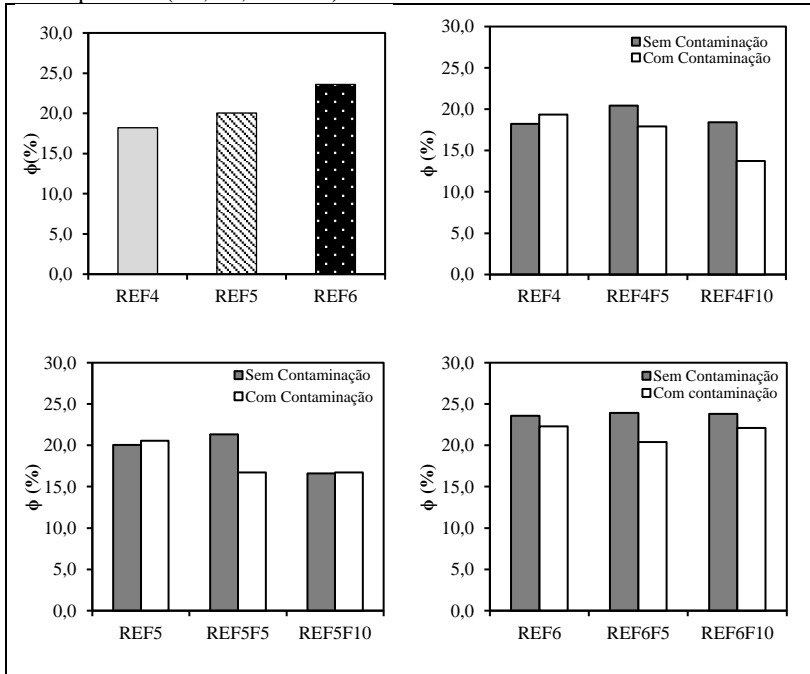 30,0
25,0
20,0
15,0
10,0
5,0
0,0
ϕ(%)
REF4 REF5 REF6
30,0
25,0
20,0
15,0
10,0
5,0
0,0
ϕ (%)
Sem Contaminação
Com Contaminação
REF4 REF4F5 REF4F10
30,0
25,0
20,0
15,0
10,0
5,0
0,0
ϕ (%)
Sem Contaminação
Com Contaminação
REF5 REF5F5 REF5F10
30,0
25,0
20,0
15,0
10,0
5,0
0,0
ϕ (%)
Sem Contaminação
Com contaminação
REF6 REF6F5 REF6F10